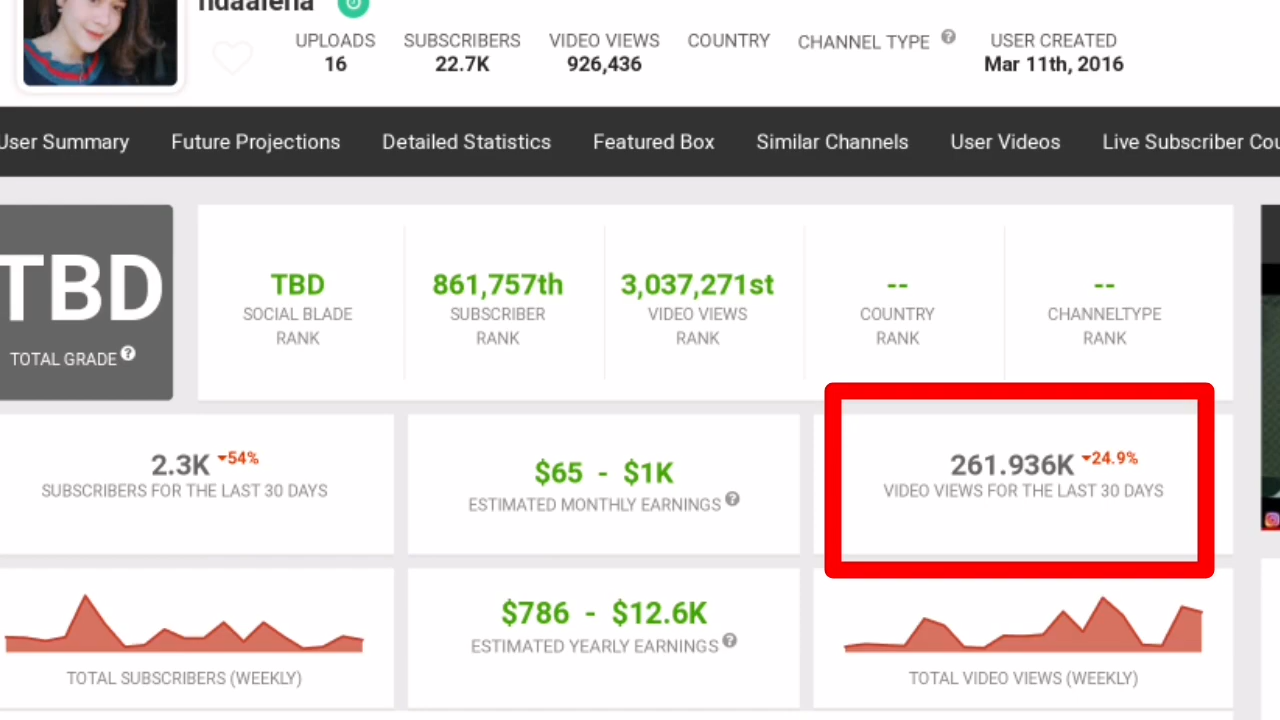 ndaalena
UPLOADS
16
SUBSCRIBERS
22.7K
VIDEO VIEWS
926,436
COUNTRY
CHANNEL TYPE ?
USER CREATED
Mar 11th, 2016
User Summary Future Projections Detailed Statistics Featured Box Similar Channels User Videos Live Subscriber Cou
TBD
TOTAL GRADE ?
TBD
SOCIAL BLADE
RANK
861,757th
SUBSCRIBER
RANK
3,037,271st
VIDEO VIEWS
RANK
--
COUNTRY
RANK
--
CHANNELTYPE
RANK
2.3K 54%
SUBSCRIBERS FOR THE LAST 30 DAYS
$65 - $1K
ESTIMATED MONTHLY EARNINGS ?
261.936K 24.9%
VIDEO VIEWS FOR THE LAST 30 DAYS
TOTAL SUBSCRIBERS (WEEKLY)
$786 - $12.6K
ESTIMATED YEARLY EARNINGS ?
TOTAL VIDEO VIEWS (WEEKLY)